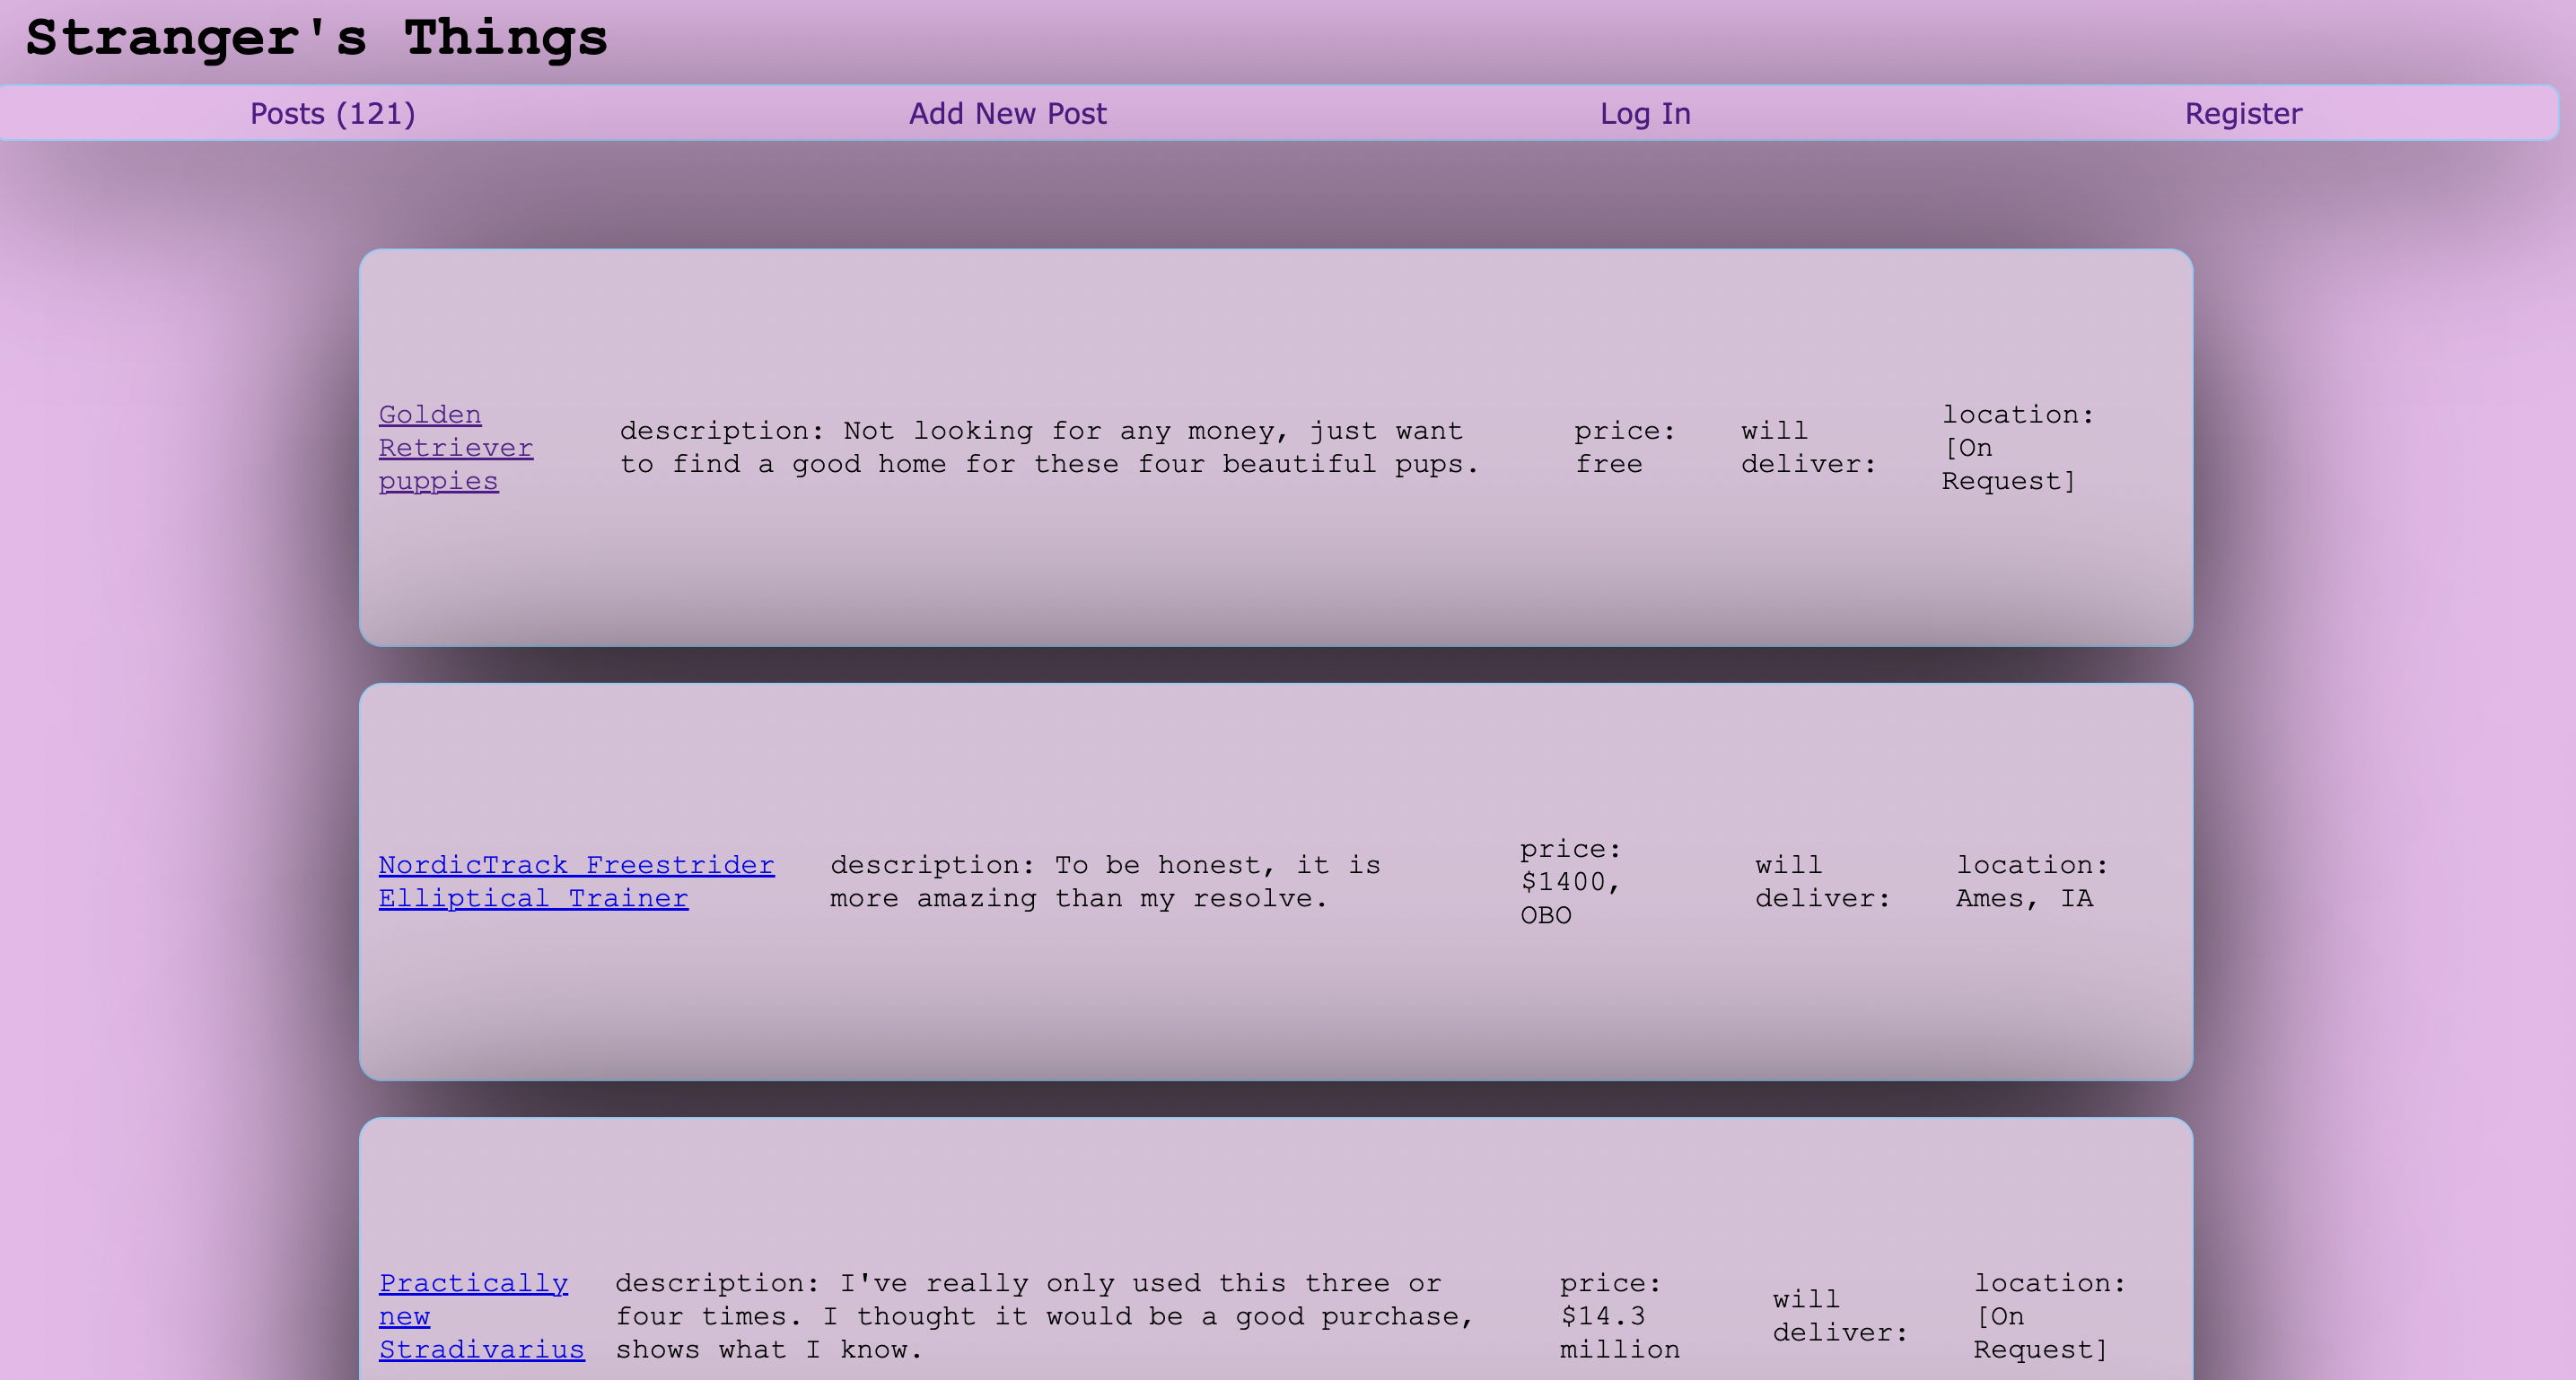 Stranger's Things
Posts (121) Add New Post Log In Register
Golden
Retriever
puppies
description: Not looking for any money, just want
to find a good home for these four beautiful pups.
price:
free
will
deliver:
location:
[On
Request]
NordicTrack Freestrider
Elliptical Trainer
description: To be honest, it is
more amazing than my resolve.
price:
$1400,
OBO
will
deliver:
location:
Ames, IA
Practically
new
Stradivarius
description: I've really only used this three or
four times. I thought it would be a good purchase,
shows what I know.
price:
$14.3
million
will
deliver:
location:
[On
Request]